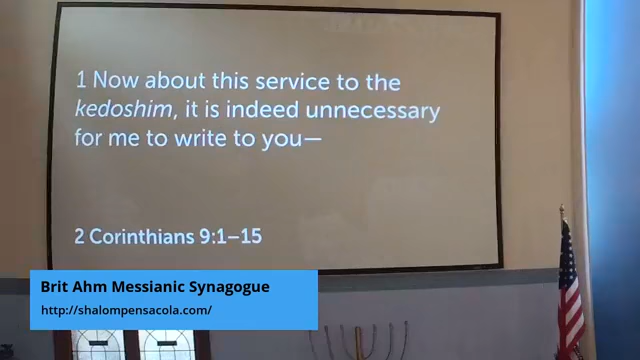 1 Now about this service to the
kedoshim, it is indeed unnecessary
for me to write to you—
2 Corinthians 9:1–15
Brit Ahm Messianic Synagogue
http://shalompensacola.com/